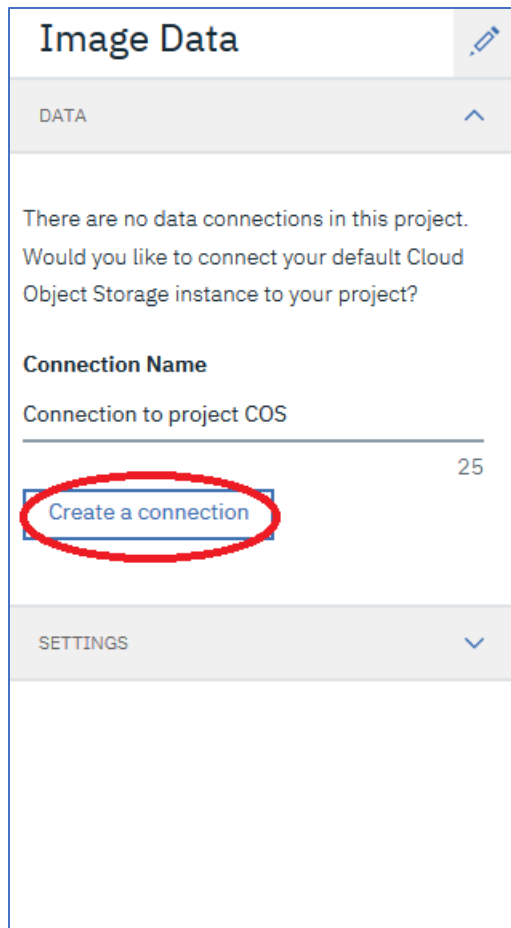 Image Data
DATA
There are no data connections in this project.
Would you like to connect your default Cloud
Object Storage instance to your project?
Connection Name
Connection to project COS
25
Create a connection
SETTINGS